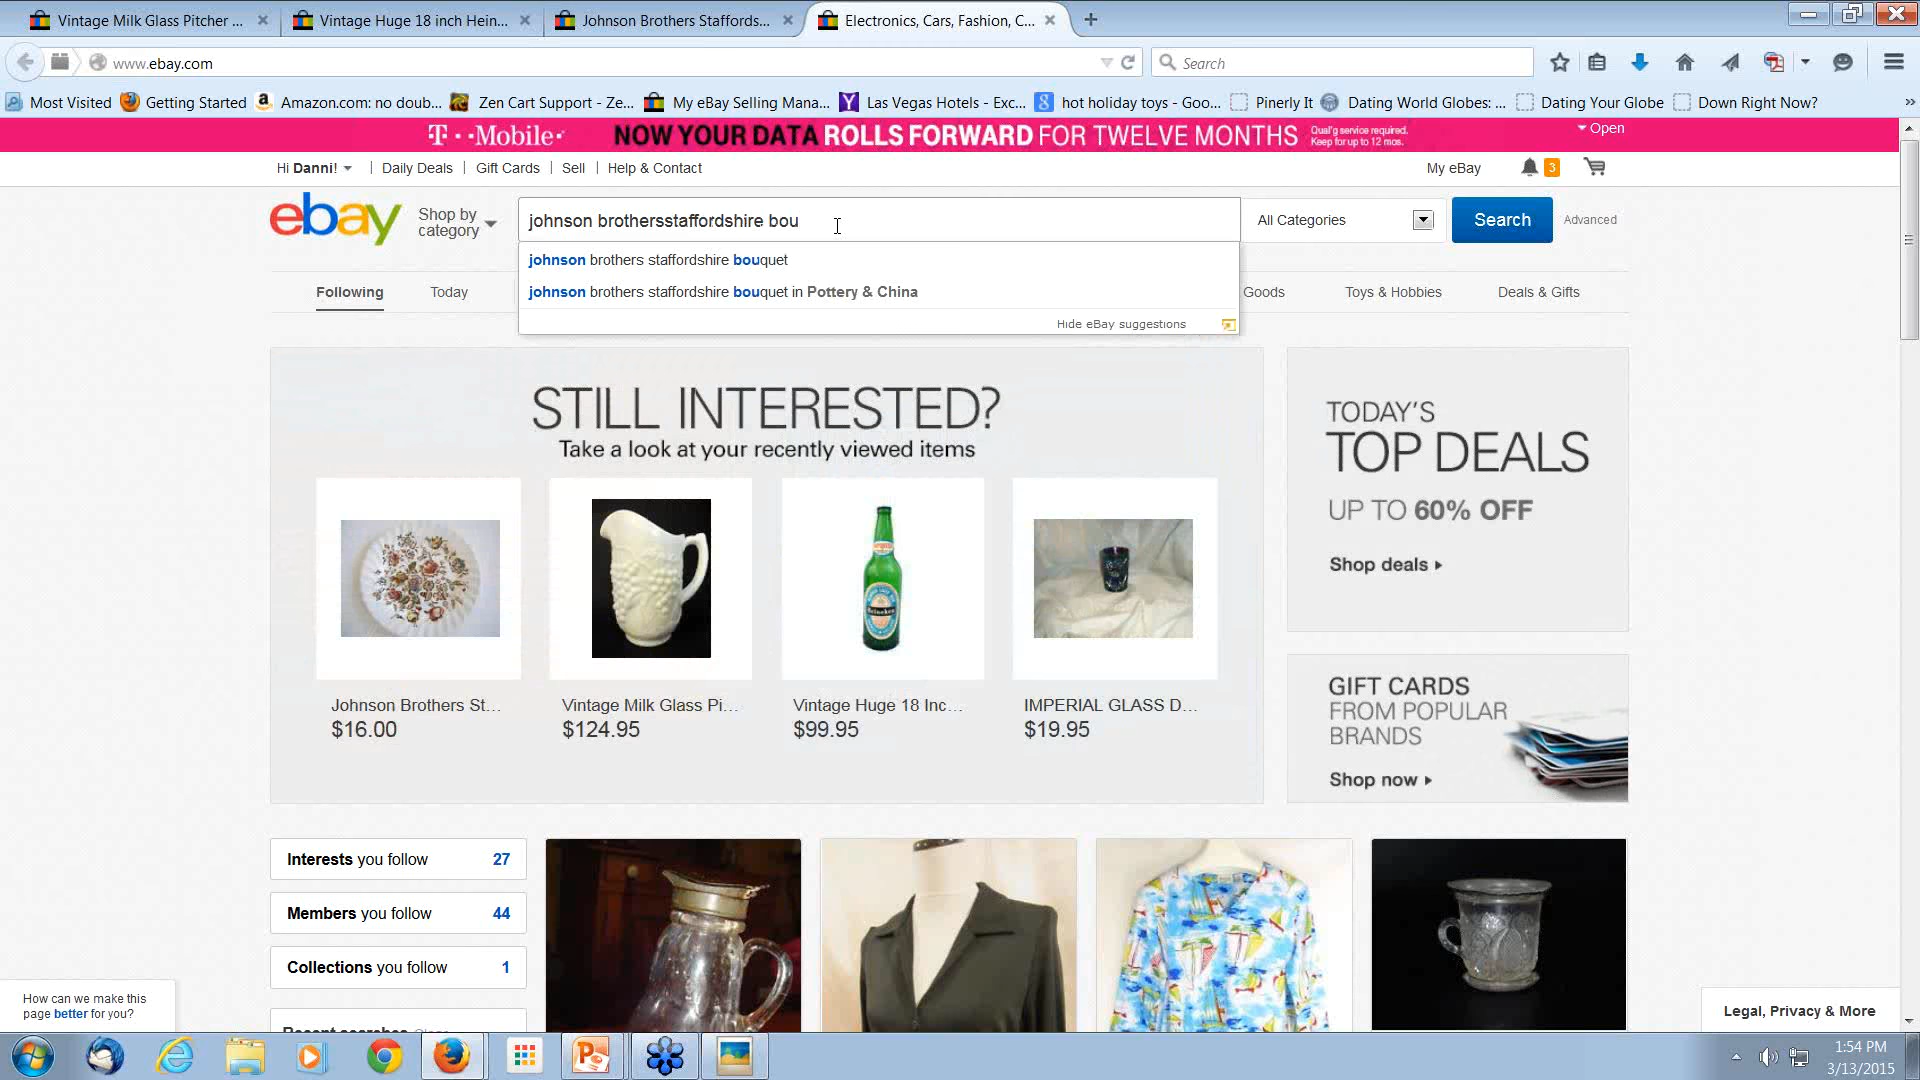 Vintage Milk Glass Pitcher ...
Vintage Huge 18 inch Hein...
Johnson Brothers Staffords...
Electronics, Cars, Fashion, C...
www.ebay.com
Search
Most Visited
Getting Started
Amazon.com: no doub...
Zen Cart Support - Ze...
My eBay Selling Mana...
Las Vegas Hotels - Exc...
hot holiday toys - Goo...
Pinerly It
Dating World Globes: ...
Dating Your Globe
Down Right Now?
T··Mobile·
NOW YOUR DATA ROLLS FORWARD FOR TWELVE MONTHS
Qual'g service required.
Keep for up to 12 mos.
Open
Hi Danni!
Daily Deals
Gift Cards
Sell
Help & Contact
My eBay
3
ebay
Shop by
category
johnson brothersstaffordshire bou
All Categories
Search
Advanced
johnson brothers staffordshire bouquet
johnson brothers staffordshire bouquet in Pottery & China
Hide eBay suggestions
Following
Today
Goods
Toys & Hobbies
Deals & Gifts
STILL INTERESTED?
Take a look at your recently viewed items
Heineken
Johnson Brothers St...
$16.00
Vintage Milk Glass Pi...
$124.95
Vintage Huge 18 Inc...
$99.95
IMPERIAL GLASS D...
$19.95
TODAY'S
TOP DEALS
UP TO 60% OFF
Shop deals
GIFT CARDS
FROM POPULAR
BRANDS
Shop now
Interests you follow 27
Members you follow 44
Collections you follow 1
Recent searches
How can we make this
page better for you?
Legal, Privacy & More
1:54 PM
3/13/2015